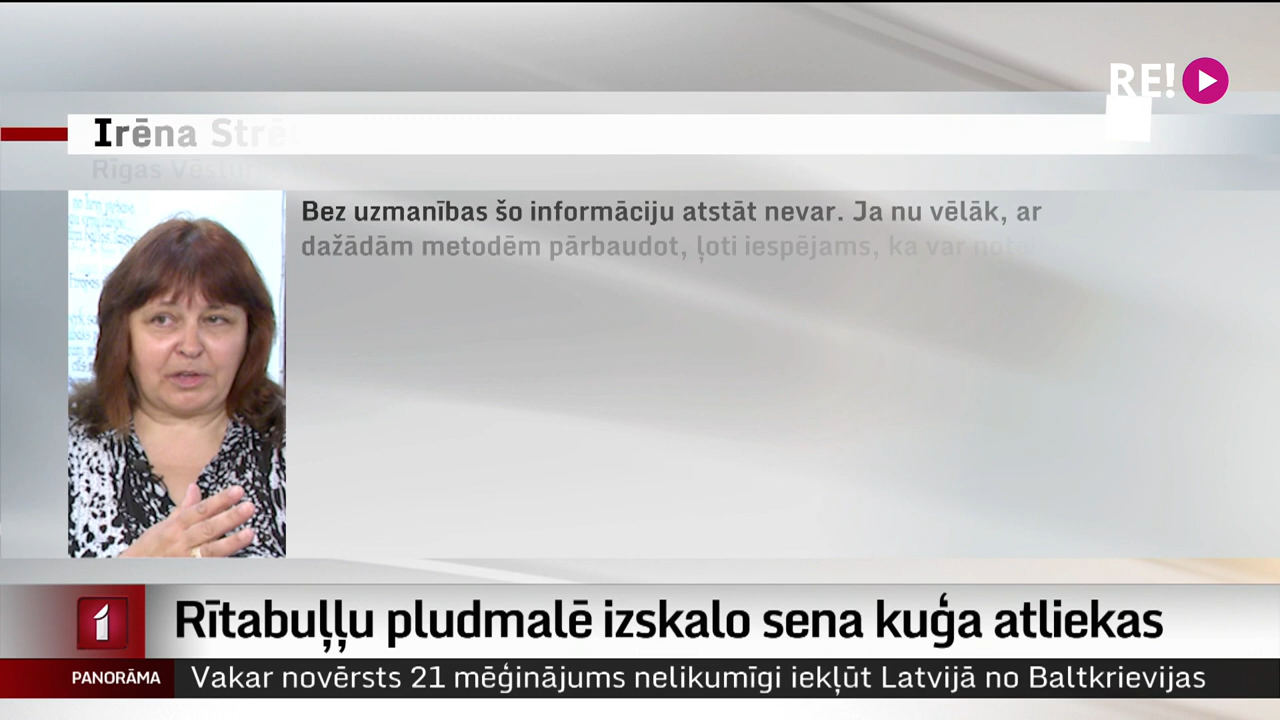 RE!
Irēna
Rīgas
Bez uzmanības šo informāciju atstāt nevar. Ja nu vēlāk, ar
dažādām metodēm pārbaudot, ļoti iespējams, ka var
1
Rītabuļļu pludmalē izskalo sena kuģa atliekas
PANORĀMA
Vakar novērsts 21 mēģinājums nelikumīgi iekļūt Latvijā no Baltkrievijas